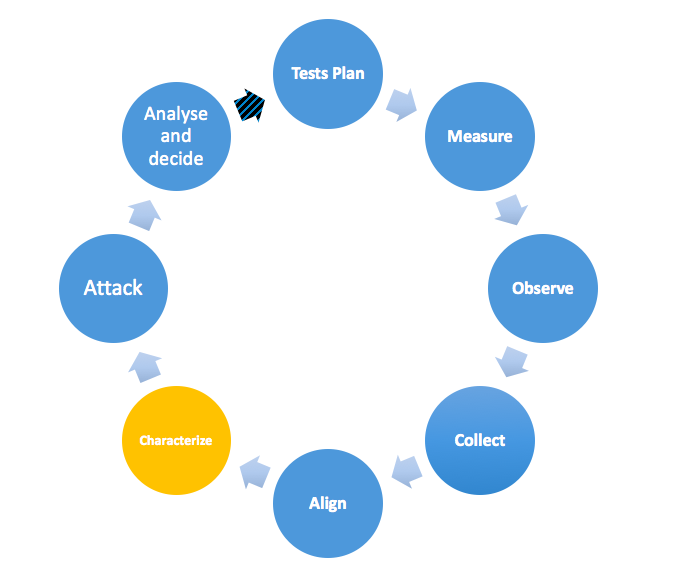 Tests Plan
Measure
Observe
Collect
Align
Characterize
Attack
Analyse
and
decide